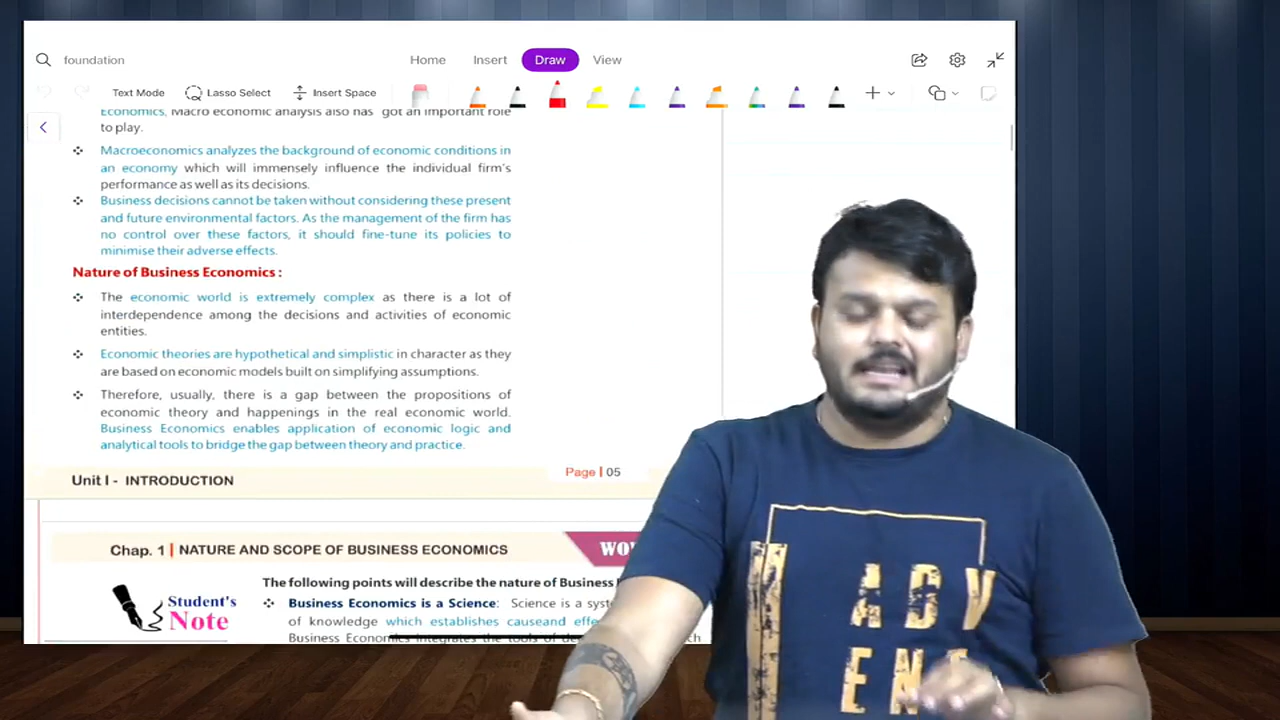 foundation
Home
Insert
Draw
View
Text Mode
Lasso Select
Insert Space
Economics. Macro economic analysis also has got an important role
to play.
❖ Macroeconomics analyzes the background of economic conditions in
an economy which will immensely influence the individual firm's
performance as well as its decisions.
❖ Business decisions cannot be taken without considering these present
and future environmental factors. As the management of the firm has
no control over these factors, it should fine-tune its policies to
minimise their adverse effects.
Nature of Business Economics :
❖ The economic world is extremely complex as there is a lot of
interdependence among the decisions and activities of economic
entities.
❖ Economic theories are hypothetical and simplistic in character as they
are based on economic models built on simplifying assumptions.
❖ Therefore, usually, there is a gap between the propositions of
economic theory and happenings in the real economic world.
Business Economics enables application of economic logic and
analytical tools to bridge the gap between theory and practice.
Page | 05
Unit I - INTRODUCTION
Chap. 1 | NATURE AND SCOPE OF BUSINESS ECONOMICS
Student's
Note
The following points will describe the nature of Business
❖ Business Economics is a Science: Science is a
of knowledge which establishes causeand
Business Economics integrates the tools of
ADV